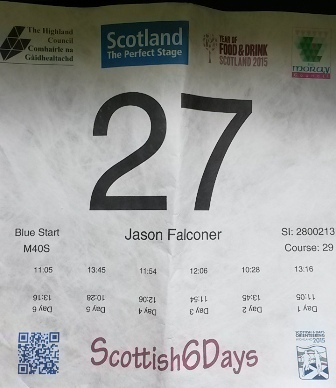 The Highland
Council
Comhairle na
Gàidhealtachd
Scotland
The Perfect Stage
YEAR OF
FOOD & DRINK
SCOTLAND 2015
moray
27
Blue Start
Jason Falconer
SI: 2800213
M40S
Course: 29
11:05 13:45 11:54 12:06 10:28 13:16
13:16 10:28 12:06 11:54 13:45 11:05
Day 6 Day 5 Day 4 Day 3 Day 2 Day 1
Scottish6Days
2015